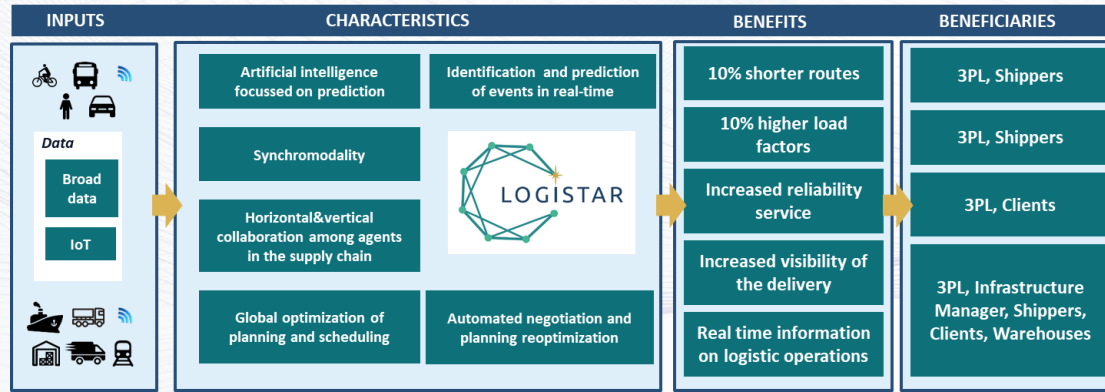 INPUTS
CHARACTERISTICS
BENEFITS
BENEFICIARIES
Data
Broad
data
IoT
Artificial intelligence
focussed on prediction
Identification and prediction
of events in real-time
Synchromodality
LOGISTAR
Horizontal&vertical
collaboration among agents
in the supply chain
Global optimization of
planning and scheduling
Automated negotiation and
planning reoptimization
10% shorter routes
10% higher load
factors
Increased reliability
service
Increased visibility of
the delivery
Real time information
on logistic operations
3PL, Shippers
3PL, Shippers
3PL, Clients
3PL, Infrastructure
Manager, Shippers,
Clients, Warehouses